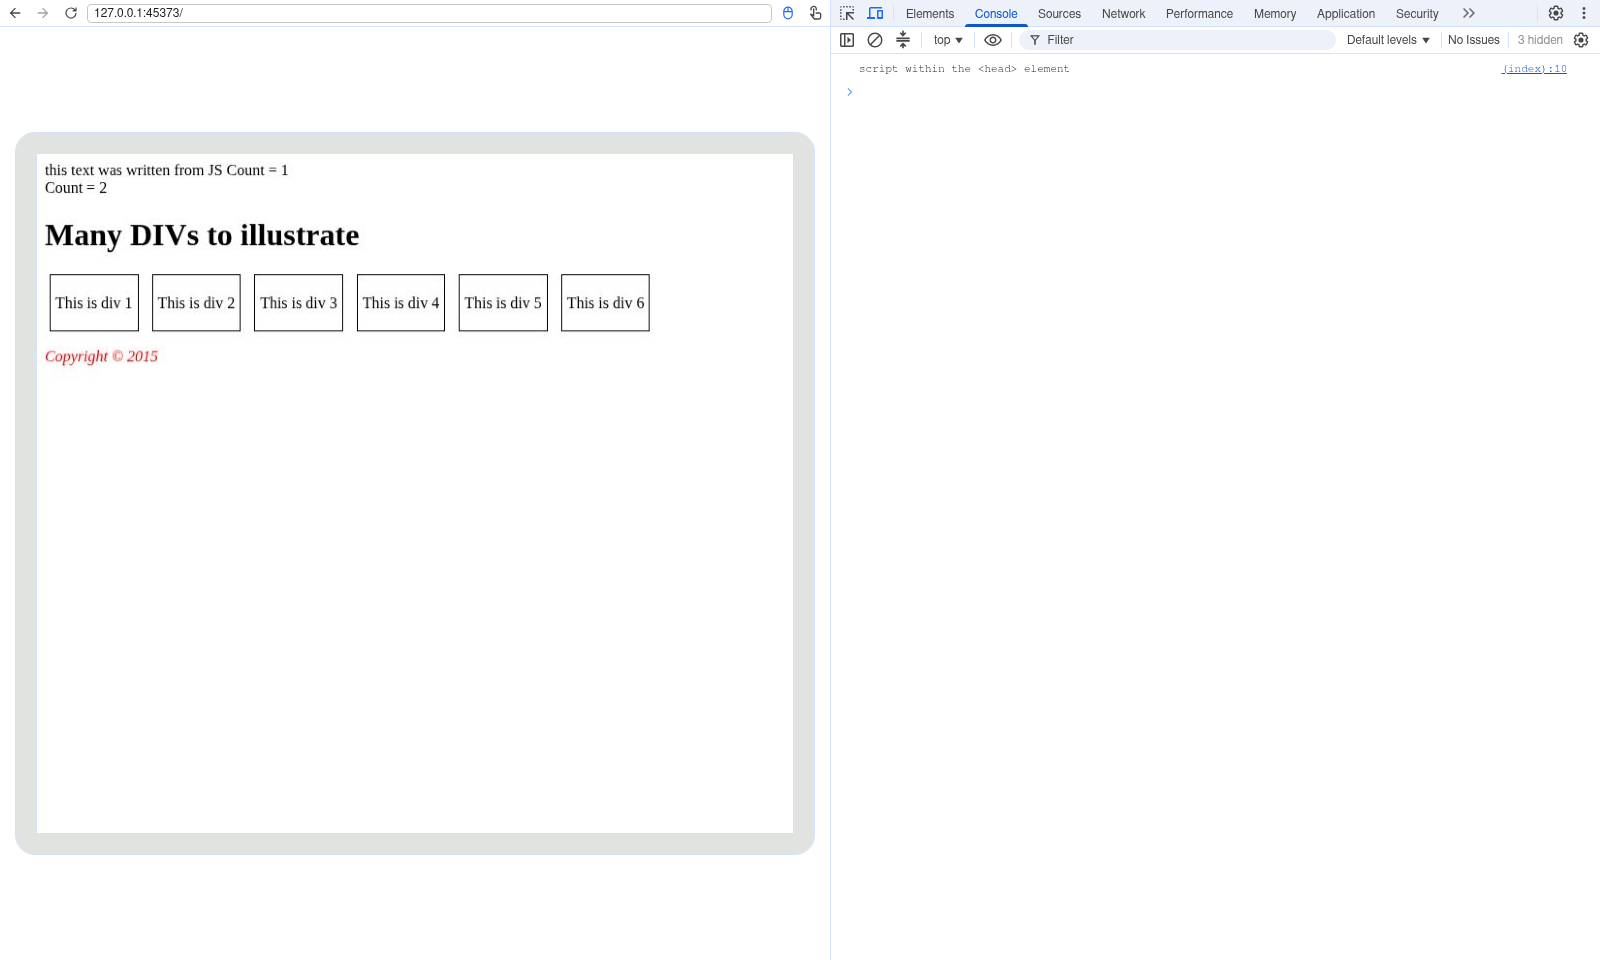 127.0.0.1:45373/
Elements Console Sources Network Performance Memory Application Security
top Filter Default levels No Issues 3 hidden
script within the <head> element (index):10
this text was written from JS Count = 1
Count = 2
Many DIVs to illustrate
This is div 1 This is div 2 This is div 3 This is div 4 This is div 5 This is div 6
Copyright © 2015